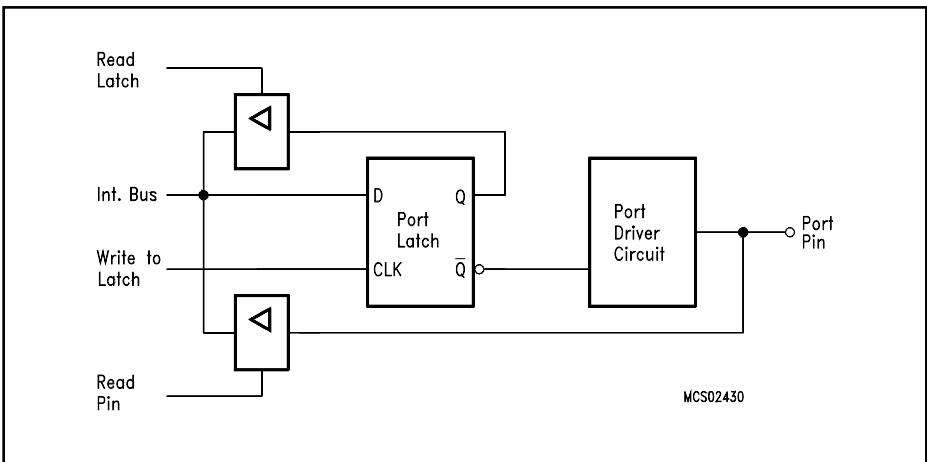 Read
Latch
Int. Bus
Write to
Latch
Read
Pin
D
Q
Port
Latch
CLK
Q̅
Port
Driver
Circuit
Port
Pin
MCS02430